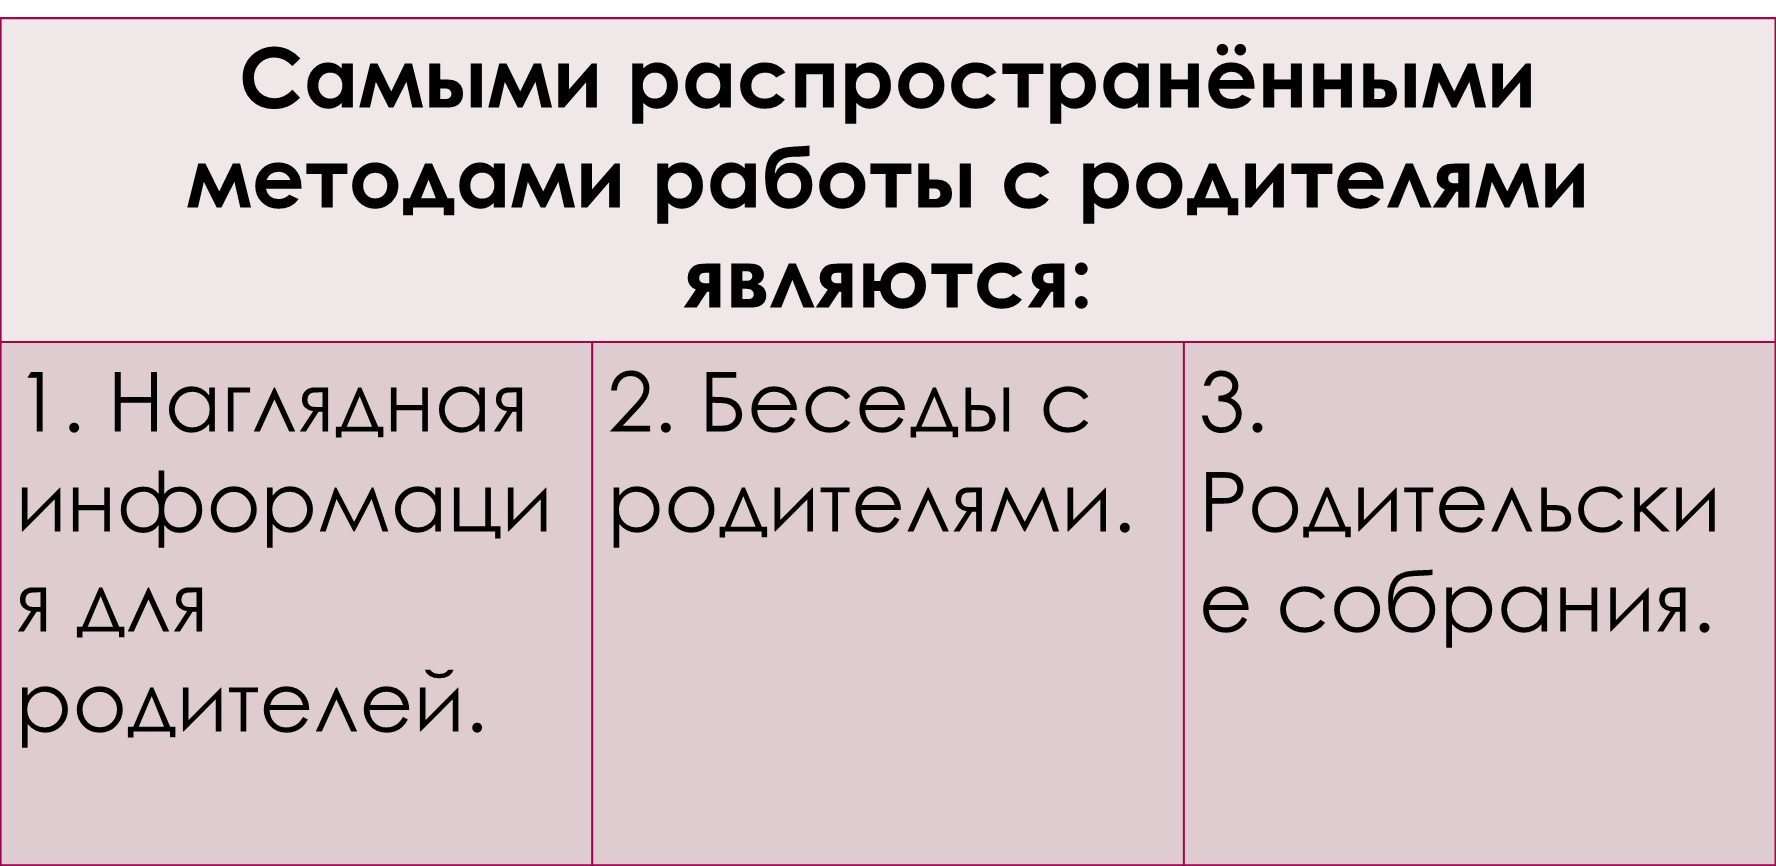 Самыми распространёнными
методами работы с родителями
являются:
1. Наглядная
информаци
я для
родителей.
2. Беседы с
родителями.
3.
Родительски
е собрания.